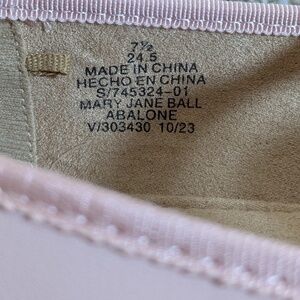 7½
24.5
MADE IN CHINA
HECHO EN CHINA
S/745324-01
MARY JANE BALL
ABALONE
V/303430 10/23